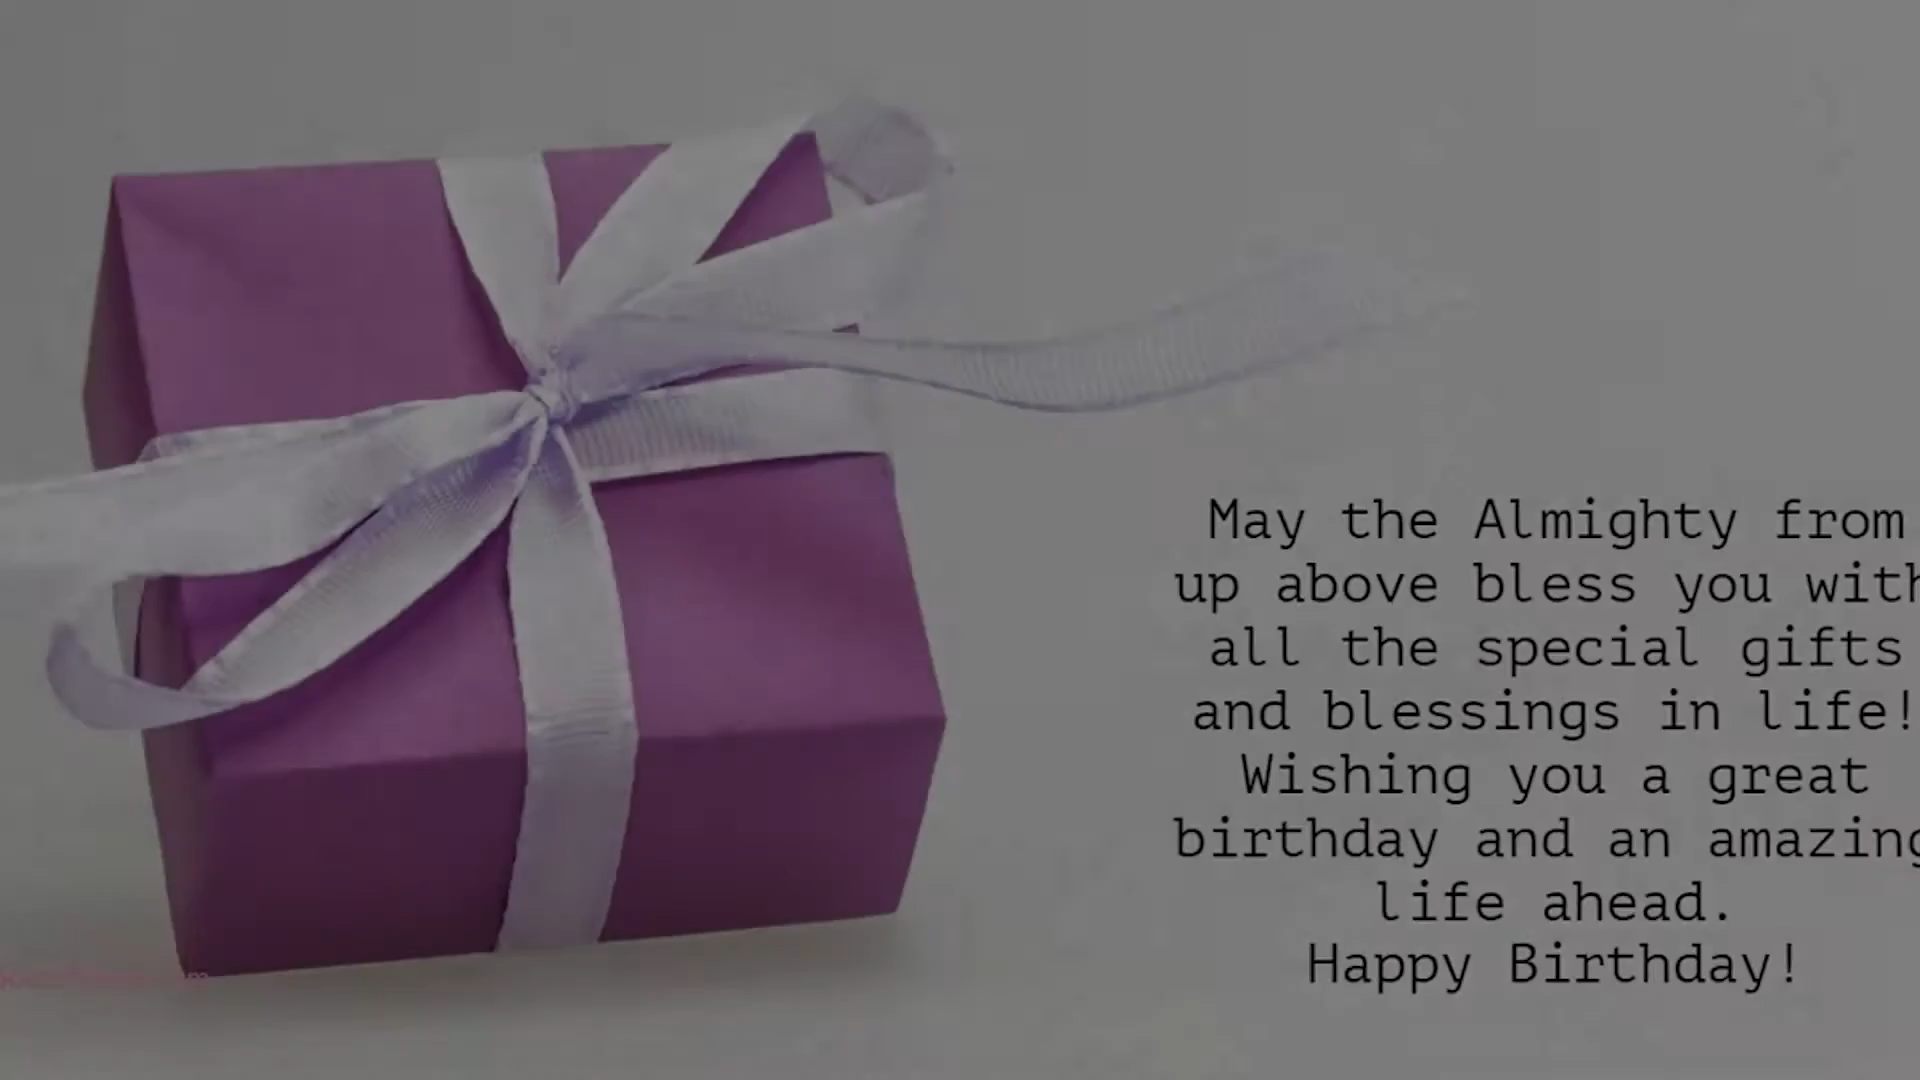 May the Almighty from
up above bless you with
all the special gifts
and blessings in life!
Wishing you a great
birthday and an amazing
life ahead.
Happy Birthday!